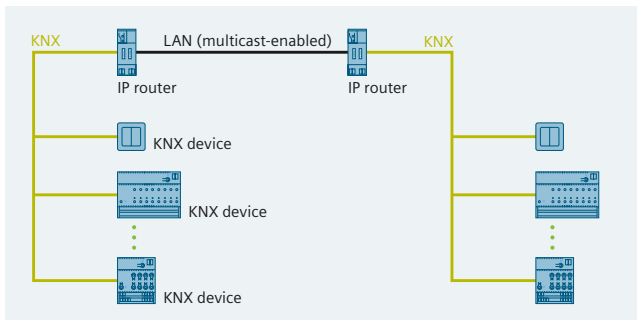 KNX
LAN (multicast-enabled)
KNX
IP router
IP router
KNX device
KNX device
KNX device